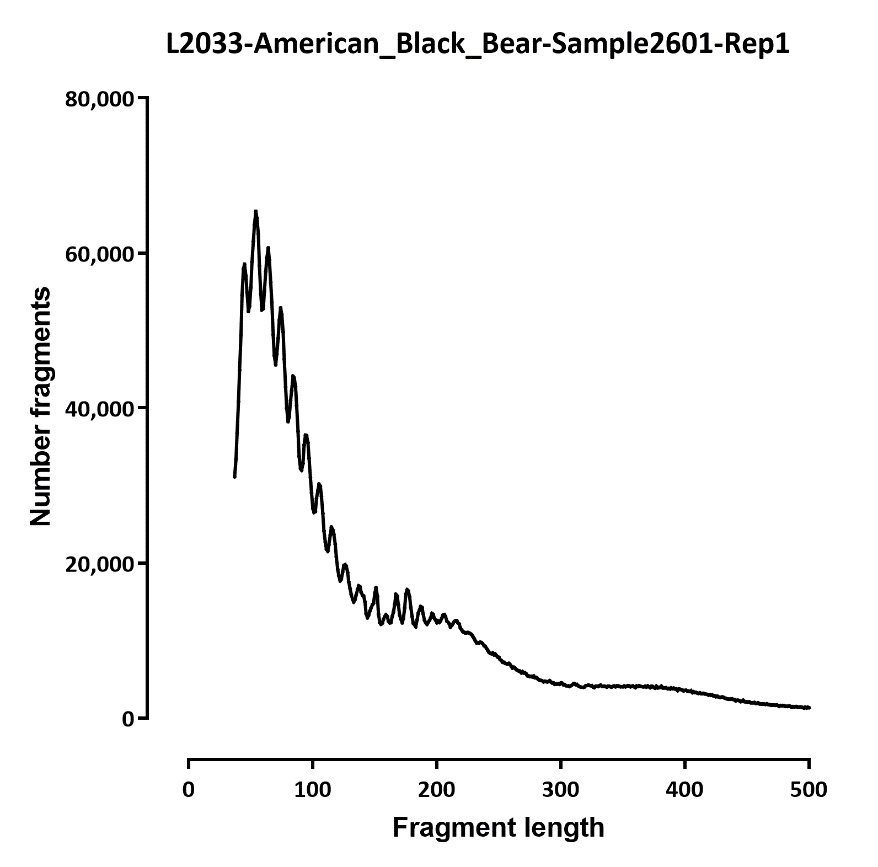 L2033-American_Black_Bear-Sample2601-Rep1
80,000
60,000
40,000
20,000
0
Number fragments
0 100 200 300 400 500
Fragment length